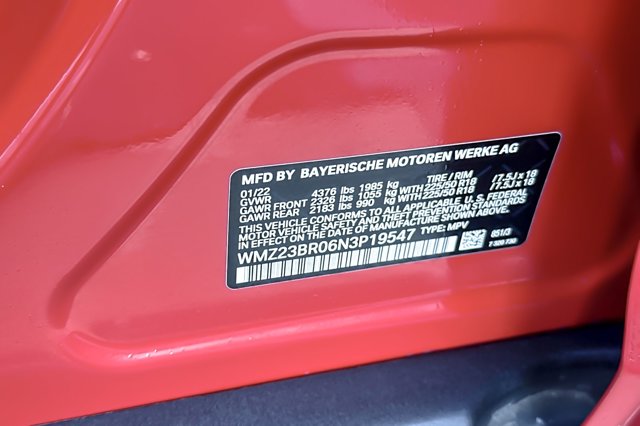 MFD BY BAYERISCHE MOTOREN WERKE AG
01/22 TIRE / RIM
GVWR 4376 lbs 1985 kg
GAWR FRONT 2326 lbs 1055 kg WITH 225/50 R18 /7.5J x 18
GAWR REAR 2183 lbs 990 kg WITH 225/50 R18 /7.5J x 18
THIS VEHICLE CONFORMS TO ALL APPLICABLE U.S. FEDERAL
MOTOR VEHICLE SAFETY, BUMPER, AND THEFT PREVENTION
STANDARDS IN EFFECT ON THE DATE OF MANUFACTURE SHOWN ABOVE.
WMZ23BR06N3P19547 TYPE: MPV
851/3